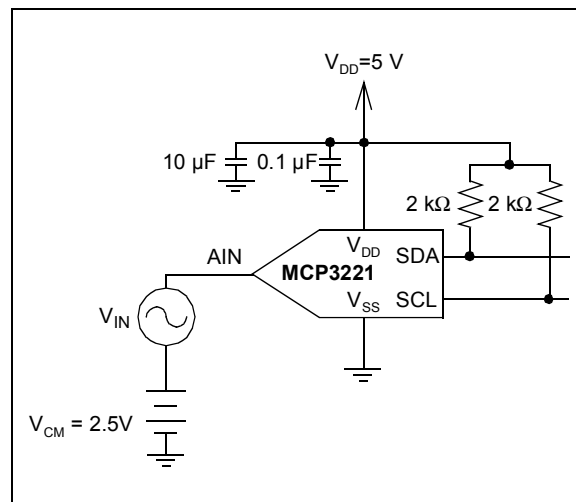 V_DD=5 V
10 µF 0.1 µF
2 kΩ 2 kΩ
AIN
V_DD SDA
MCP3221
V_SS SCL
V_IN
V_CM = 2.5V